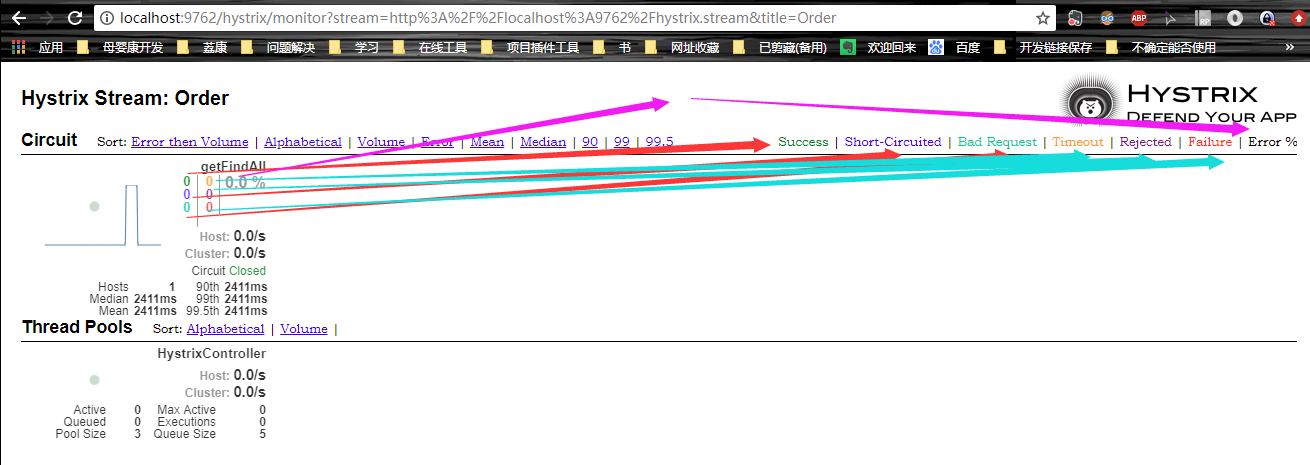 localhost:9762/hystrix/monitor?stream=http%3A%2F%2Flocalhost%3A9762%2Fhystrix.stream&title=Order
应用 母婴康开发 荔康 问题解决 学习 在线工具 项目插件工具 书 网址收藏 已剪藏(备用) 欢迎回来 百度 开发链接保存 不确定能否使用 »
Hystrix Stream: Order
HYSTRIX
DEFEND YOUR APP
Circuit Sort: Error then Volume | Alphabetical | Volume | Error | Mean | Median | 90 | 99 | 99.5
Success | Short-Circuited | Bad Request | Timeout | Rejected | Failure | Error %
getFindAll
0 0 0.0 %
0 0
0 0
Host: 0.0/s
Cluster: 0.0/s
Circuit Closed
Hosts 1 90th 2411ms
Median 2411ms 99th 2411ms
Mean 2411ms 99.5th 2411ms
Thread Pools Sort: Alphabetical | Volume |
HystrixController
Host: 0.0/s
Cluster: 0.0/s
Active 0 Max Active 0
Queued 0 Executions 0
Pool Size 3 Queue Size 5